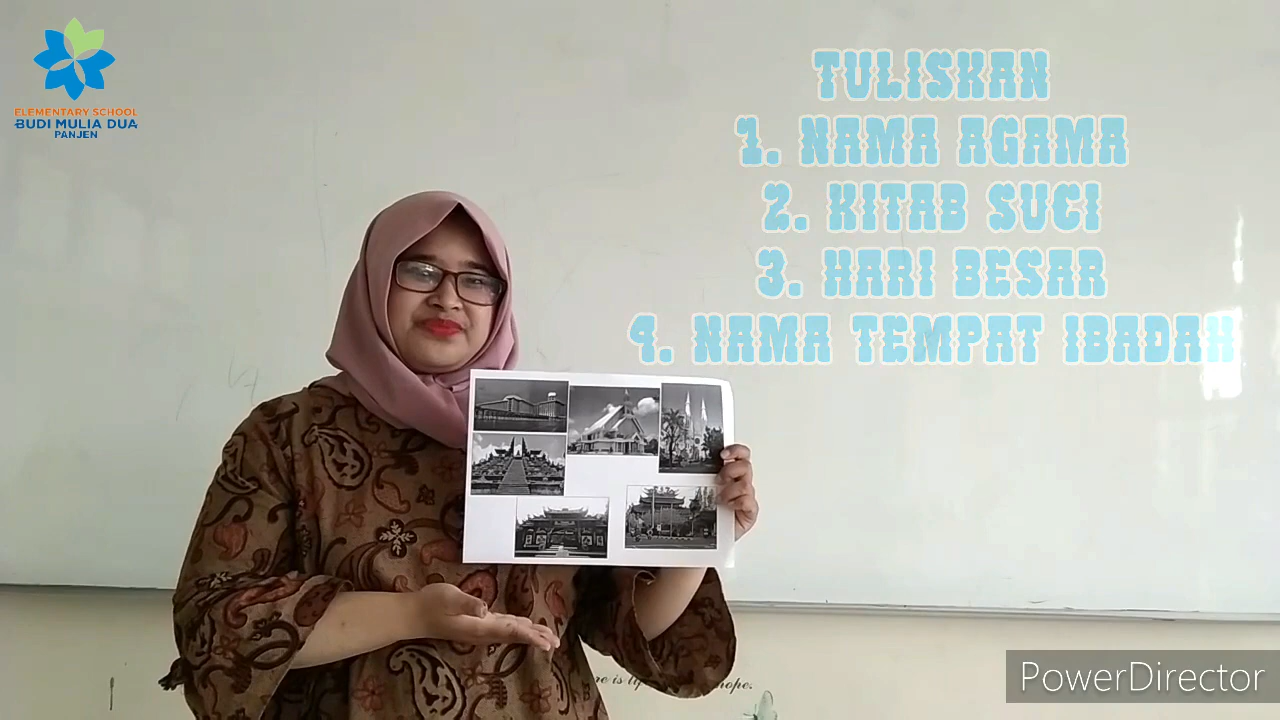 ELEMENTARY SCHOOL
BUDI MULIA DUA
PANJEN
TULISKAN
1. NAMA AGAMA
2. KITAB SUCI
3. HARI BESAR
4. NAMA TEMPAT IBADAH
PowerDirector